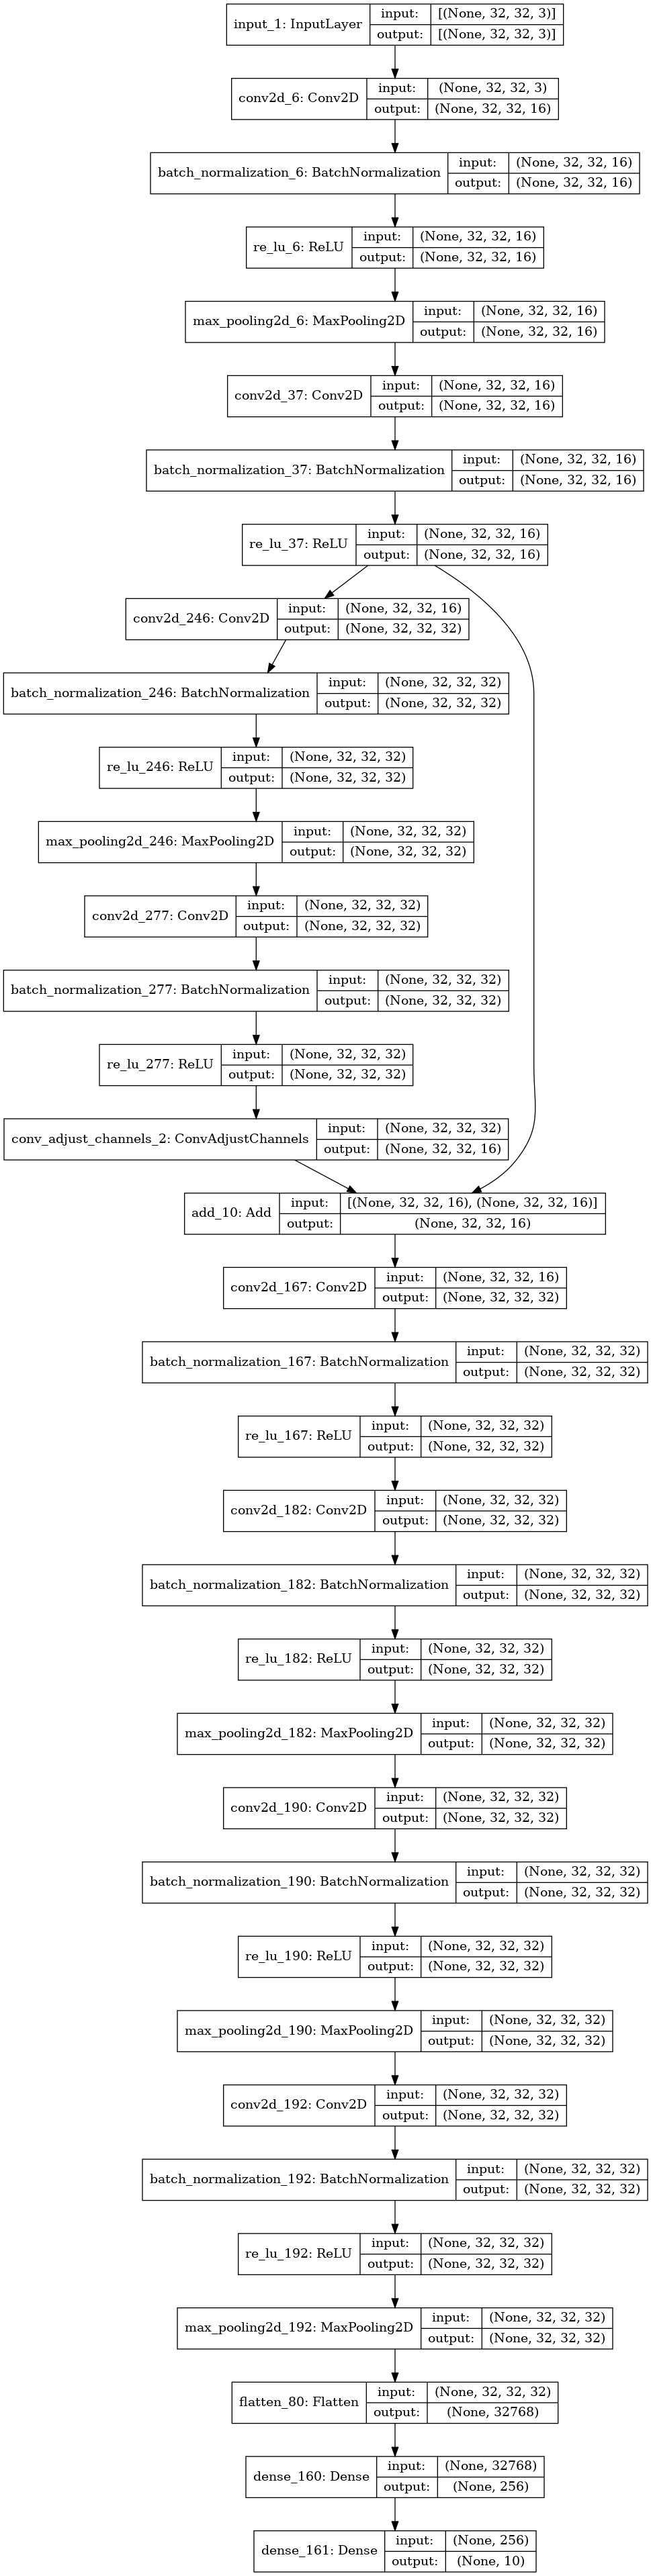 input_1: InputLayer
input: [(None, 32, 32, 3)]
output: [(None, 32, 32, 3)]
conv2d_6: Conv2D
input: (None, 32, 32, 3)
output: (None, 32, 32, 16)
batch_normalization_6: BatchNormalization
input: (None, 32, 32, 16)
output: (None, 32, 32, 16)
re_lu_6: ReLU
input: (None, 32, 32, 16)
output: (None, 32, 32, 16)
max_pooling2d_6: MaxPooling2D
input: (None, 32, 32, 16)
output: (None, 32, 32, 16)
conv2d_37: Conv2D
input: (None, 32, 32, 16)
output: (None, 32, 32, 16)
batch_normalization_37: BatchNormalization
input: (None, 32, 32, 16)
output: (None, 32, 32, 16)
re_lu_37: ReLU
input: (None, 32, 32, 16)
output: (None, 32, 32, 16)
conv2d_246: Conv2D
input: (None, 32, 32, 16)
output: (None, 32, 32, 32)
batch_normalization_246: BatchNormalization
input: (None, 32, 32, 32)
output: (None, 32, 32, 32)
re_lu_246: ReLU
input: (None, 32, 32, 32)
output: (None, 32, 32, 32)
max_pooling2d_246: MaxPooling2D
input: (None, 32, 32, 32)
output: (None, 32, 32, 32)
conv2d_277: Conv2D
input: (None, 32, 32, 32)
output: (None, 32, 32, 32)
batch_normalization_277: BatchNormalization
input: (None, 32, 32, 32)
output: (None, 32, 32, 32)
re_lu_277: ReLU
input: (None, 32, 32, 32)
output: (None, 32, 32, 32)
conv_adjust_channels_2: ConvAdjustChannels
input: (None, 32, 32, 32)
output: (None, 32, 32, 16)
add_10: Add
input: [(None, 32, 32, 16), (None, 32, 32, 16)]
output: (None, 32, 32, 16)
conv2d_167: Conv2D
input: (None, 32, 32, 16)
output: (None, 32, 32, 32)
batch_normalization_167: BatchNormalization
input: (None, 32, 32, 32)
output: (None, 32, 32, 32)
re_lu_167: ReLU
input: (None, 32, 32, 32)
output: (None, 32, 32, 32)
conv2d_182: Conv2D
input: (None, 32, 32, 32)
output: (None, 32, 32, 32)
batch_normalization_182: BatchNormalization
input: (None, 32, 32, 32)
output: (None, 32, 32, 32)
re_lu_182: ReLU
input: (None, 32, 32, 32)
output: (None, 32, 32, 32)
max_pooling2d_182: MaxPooling2D
input: (None, 32, 32, 32)
output: (None, 32, 32, 32)
conv2d_190: Conv2D
input: (None, 32, 32, 32)
output: (None, 32, 32, 32)
batch_normalization_190: BatchNormalization
input: (None, 32, 32, 32)
output: (None, 32, 32, 32)
re_lu_190: ReLU
input: (None, 32, 32, 32)
output: (None, 32, 32, 32)
max_pooling2d_190: MaxPooling2D
input: (None, 32, 32, 32)
output: (None, 32, 32, 32)
conv2d_192: Conv2D
input: (None, 32, 32, 32)
output: (None, 32, 32, 32)
batch_normalization_192: BatchNormalization
input: (None, 32, 32, 32)
output: (None, 32, 32, 32)
re_lu_192: ReLU
input: (None, 32, 32, 32)
output: (None, 32, 32, 32)
max_pooling2d_192: MaxPooling2D
input: (None, 32, 32, 32)
output: (None, 32, 32, 32)
flatten_80: Flatten
input: (None, 32, 32, 32)
output: (None, 32768)
dense_160: Dense
input: (None, 32768)
output: (None, 256)
dense_161: Dense
input: (None, 256)
output: (None, 10)